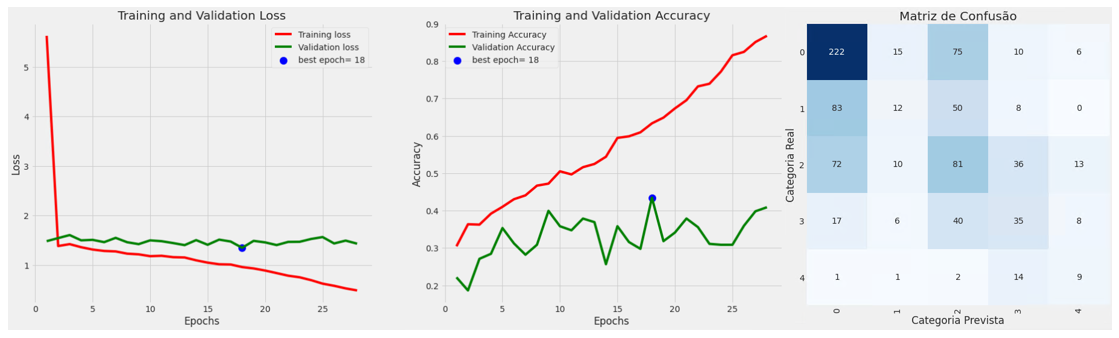 Training and Validation Loss
Training loss
Validation loss
best epoch= 18
5
4
3
2
1
0 5 10 15 20 25
Loss
Epochs
Training and Validation Accuracy
Training Accuracy
Validation Accuracy
best epoch= 18
0.9
0.8
0.7
0.6
0.5
0.4
0.3
0.2
0 5 10 15 20 25
Accuracy
Epochs
Matriz de Confusão
0 222 15 75 10 6
1 83 12 50 8 0
2 72 10 81 36 13
3 17 6 40 35 8
4 1 1 2 14 9
0 1 2 3 4
Categoria Real
Categoria Prevista